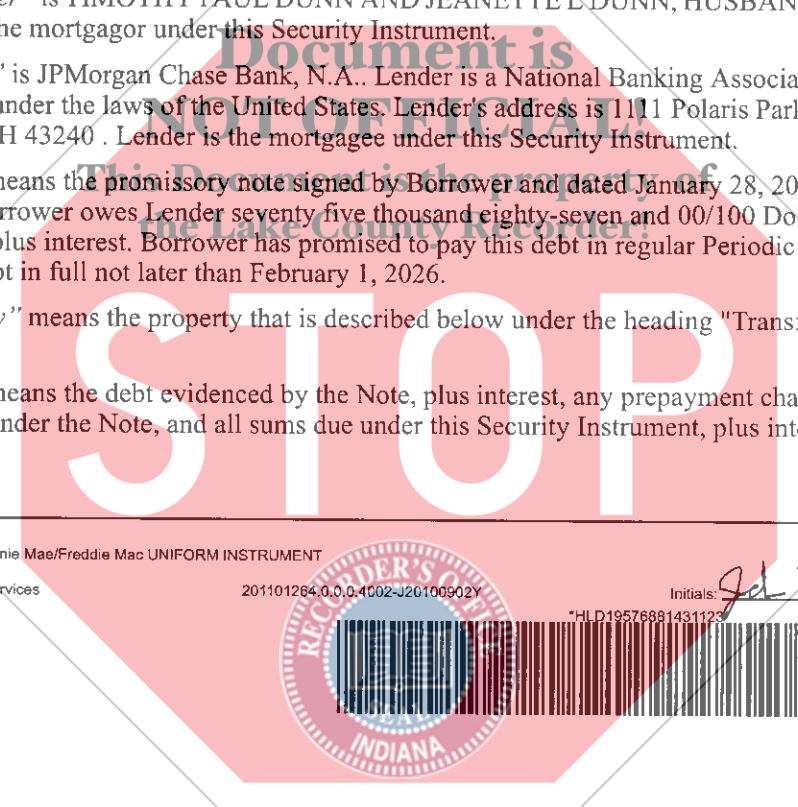 is TIMOTHY PAUL DUNN AND JEANETTE L DUNN, HUSBAN
he mortgagor under this Security Instrument.
Document is
' is JPMorgan Chase Bank, N.A.. Lender is a National Banking Associa
under the laws of the United States. Lender's address is 1111 Polaris Park
NOT OFFICIAL!
H 43240 . Lender is the mortgagee under this Security Instrument.
This Document is the property of
means the promissory note signed by Borrower and dated January 28, 20
rrower owes Lender seventy five thousand eighty-seven and 00/100 Do
the Lake County Recorder!
plus interest. Borrower has promised to pay this debt in regular Periodic
ot in full not later than February 1, 2026.
y" means the property that is described below under the heading "Trans
STOP
means the debt evidenced by the Note, plus interest, any prepayment cha
under the Note, and all sums due under this Security Instrument, plus int
nie Mae/Freddie Mac UNIFORM INSTRUMENT
rvices 201101264.0.0.0.4002-J20100902Y Initials:
*HLD19576881431123
RECORDER'S OFFICE
SEAL
INDIANA